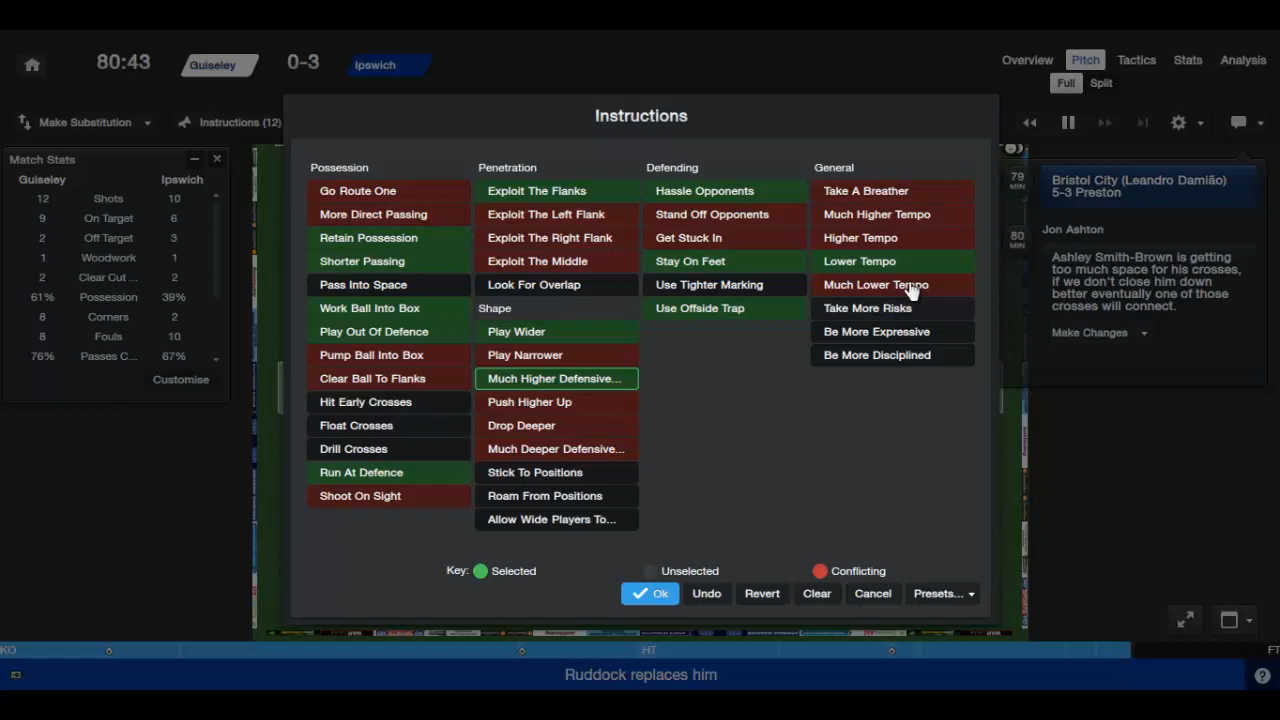 80:43
Guiseley
0-3
Ipswich
Overview
Pitch
Tactics
Stats
Analysis
Full
Split
Make Substitution
Instructions (12)
Match Stats
Guiseley
Ipswich
12 Shots 10
9 On Target 6
2 Off Target 3
1 Woodwork 1
2 Clear Cut ... 2
61% Possession 39%
8 Corners 2
8 Fouls 10
76% Passes C... 67%
Customise
Instructions
Possession
Go Route One
More Direct Passing
Retain Possession
Shorter Passing
Pass Into Space
Work Ball Into Box
Play Out Of Defence
Pump Ball Into Box
Clear Ball To Flanks
Hit Early Crosses
Float Crosses
Drill Crosses
Run At Defence
Shoot On Sight
Penetration
Exploit The Flanks
Exploit The Left Flank
Exploit The Right Flank
Exploit The Middle
Look For Overlap
Shape
Play Wider
Play Narrower
Much Higher Defensive...
Push Higher Up
Drop Deeper
Much Deeper Defensive...
Stick To Positions
Roam From Positions
Allow Wide Players To...
Defending
Hassle Opponents
Stand Off Opponents
Get Stuck In
Stay On Feet
Use Tighter Marking
Use Offside Trap
General
Take A Breather
Much Higher Tempo
Higher Tempo
Lower Tempo
Much Lower Tempo
Take More Risks
Be More Expressive
Be More Disciplined
Key: Selected
Unselected
Conflicting
Ok
Undo
Revert
Clear
Cancel
Presets...
79
MIN
Bristol City (Leandro Damião)
5-3 Preston
80
MIN
Jon Ashton
Ashley Smith-Brown is getting
too much space for his crosses,
if we don't close him down
better eventually one of those
crosses will connect.
Make Changes
KO
HT
FT
Ruddock replaces him
?